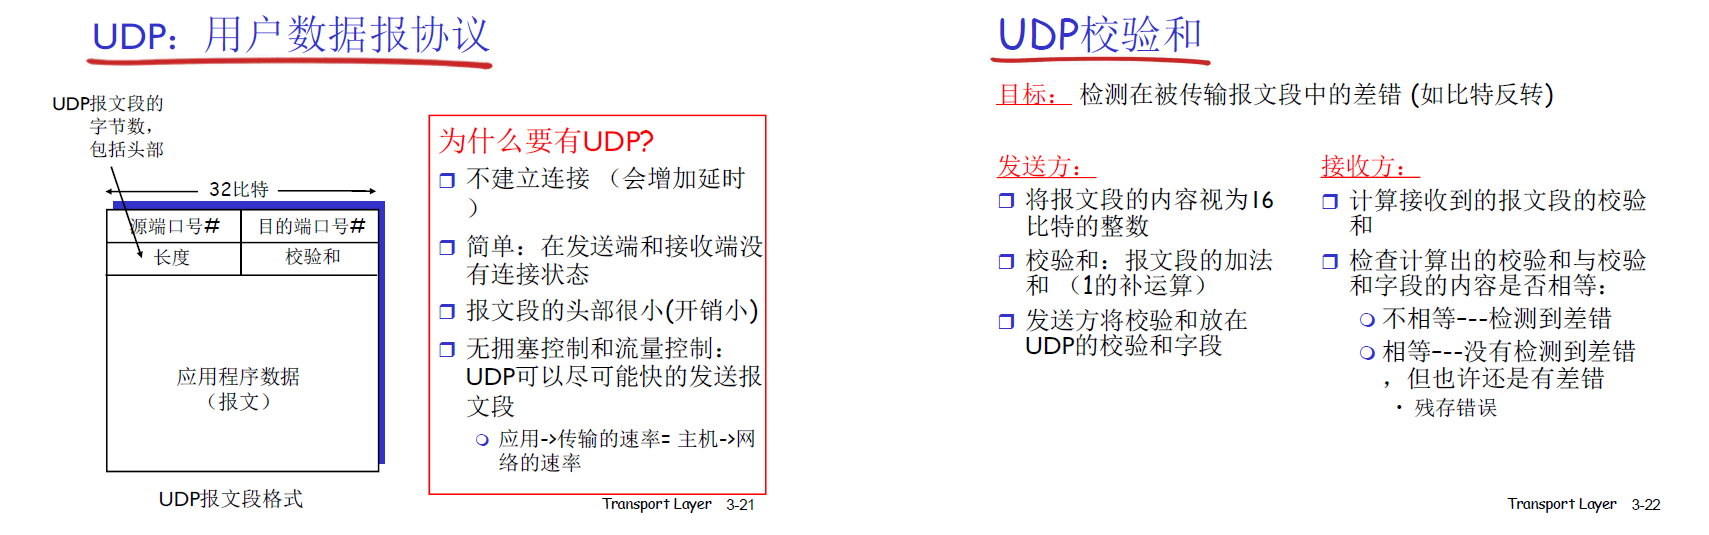 UDP：用户数据报协议
UDP报文段的
字节数，
包括头部
32比特
源端口号# 目的端口号#
长度 校验和
应用程序数据
（报文）
UDP报文段格式
为什么要有UDP?
不建立连接 （会增加延时
）
简单：在发送端和接收端没
有连接状态
报文段的头部很小(开销小)
无拥塞控制和流量控制：
UDP可以尽可能快的发送报
文段
应用->传输的速率= 主机->网
络的速率
Transport Layer 3-21
UDP校验和
目标： 检测在被传输报文段中的差错 (如比特反转)
发送方：
将报文段的内容视为16
比特的整数
校验和：报文段的加法
和 （1的补运算）
发送方将校验和放在
UDP的校验和字段
接收方：
计算接收到的报文段的校验
和
检查计算出的校验和与校验
和字段的内容是否相等：
不相等---检测到差错
相等---没有检测到差错
，但也许还是有差错
· 残存错误
Transport Layer 3-22